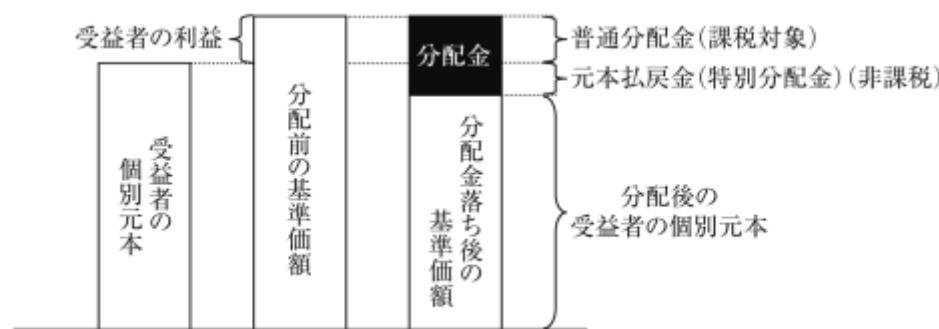 受益者の利益
分配金
普通分配金(課税対象)
元本払戻金(特別分配金)(非課税)
受益者の
個別元本
分配前の基準価額
分配金落ち後の
基準価額
分配後の
受益者の個別元本